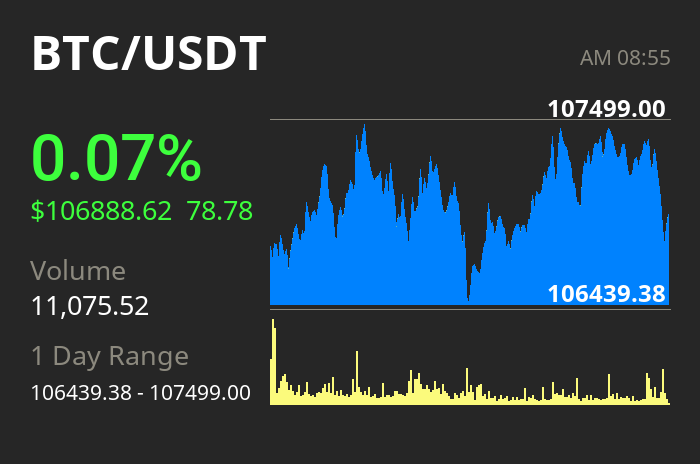 BTC/USDT
AM 08:55
107499.00
0.07%
$106888.62 78.78
Volume
11,075.52
106439.38
1 Day Range
106439.38 - 107499.00